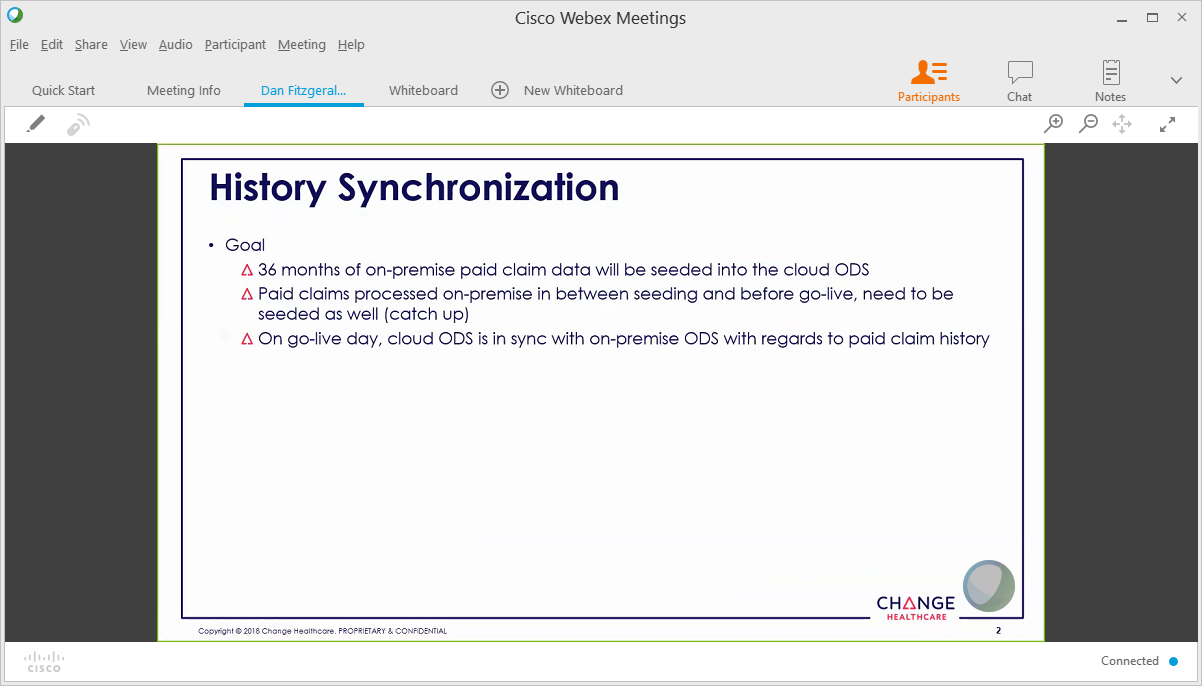 Cisco Webex Meetings
File Edit Share View Audio Participant Meeting Help
Quick Start Meeting Info Dan Fitzgeral... Whiteboard New Whiteboard
Participants Chat Notes
History Synchronization
• Goal
36 months of on-premise paid claim data will be seeded into the cloud ODS
Paid claims processed on-premise in between seeding and before go-live, need to be
seeded as well (catch up)
On go-live day, cloud ODS is in sync with on-premise ODS with regards to paid claim history
CHANGE
HEALTHCARE
Copyright © 2018 Change Healthcare. PROPRIETARY & CONFIDENTIAL 2
CISCO
Connected